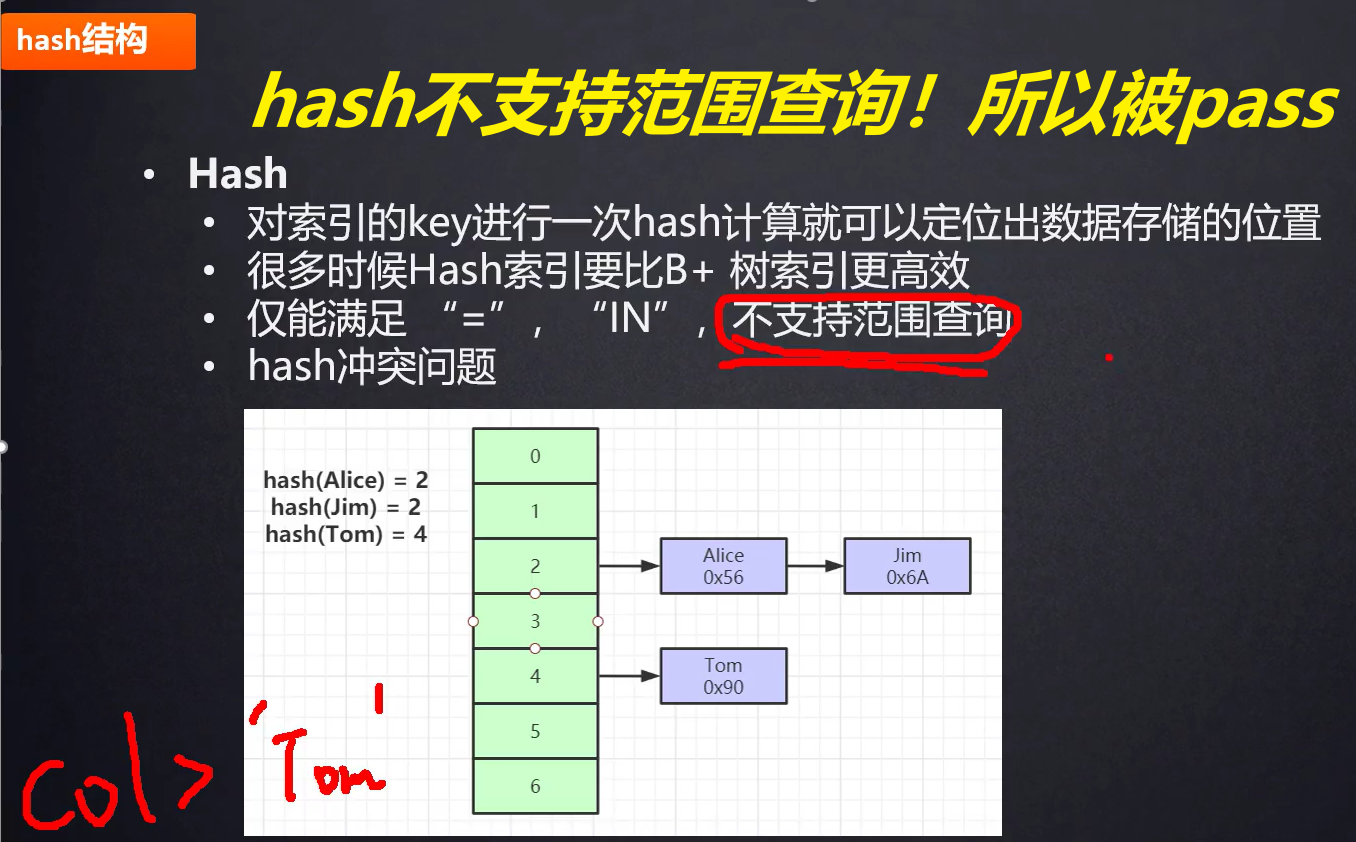 hash结构
hash不支持范围查询！所以被pass
• Hash
• 对索引的key进行一次hash计算就可以定位出数据存储的位置
• 很多时候Hash索引要比B+ 树索引更高效
• 仅能满足 “=”，“IN”，不支持范围查询
• hash冲突问题
hash(Alice) = 2
hash(Jim) = 2
hash(Tom) = 4
0
1
2
Alice
0x56
Jim
0x6A
3
4
Tom
0x90
5
6
col > 'Tom'